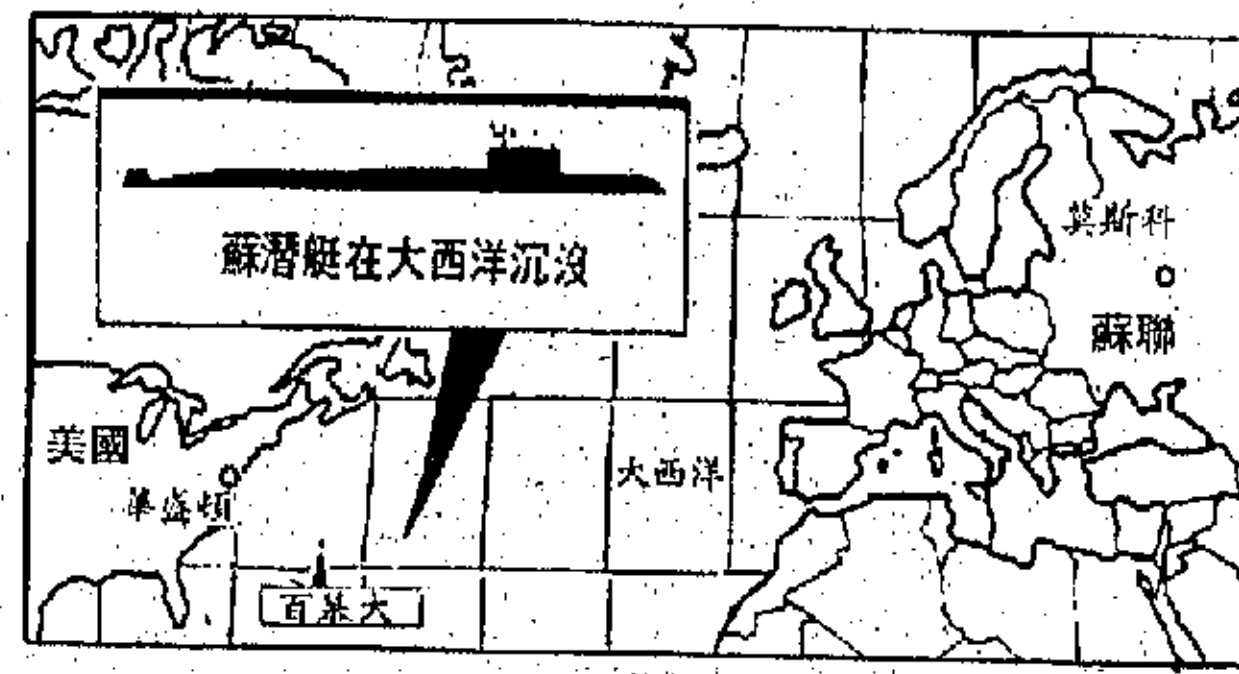 蘇潛艇在大西洋沉沒
莫斯科
蘇聯
美國
大西洋
華盛頓
百慕大